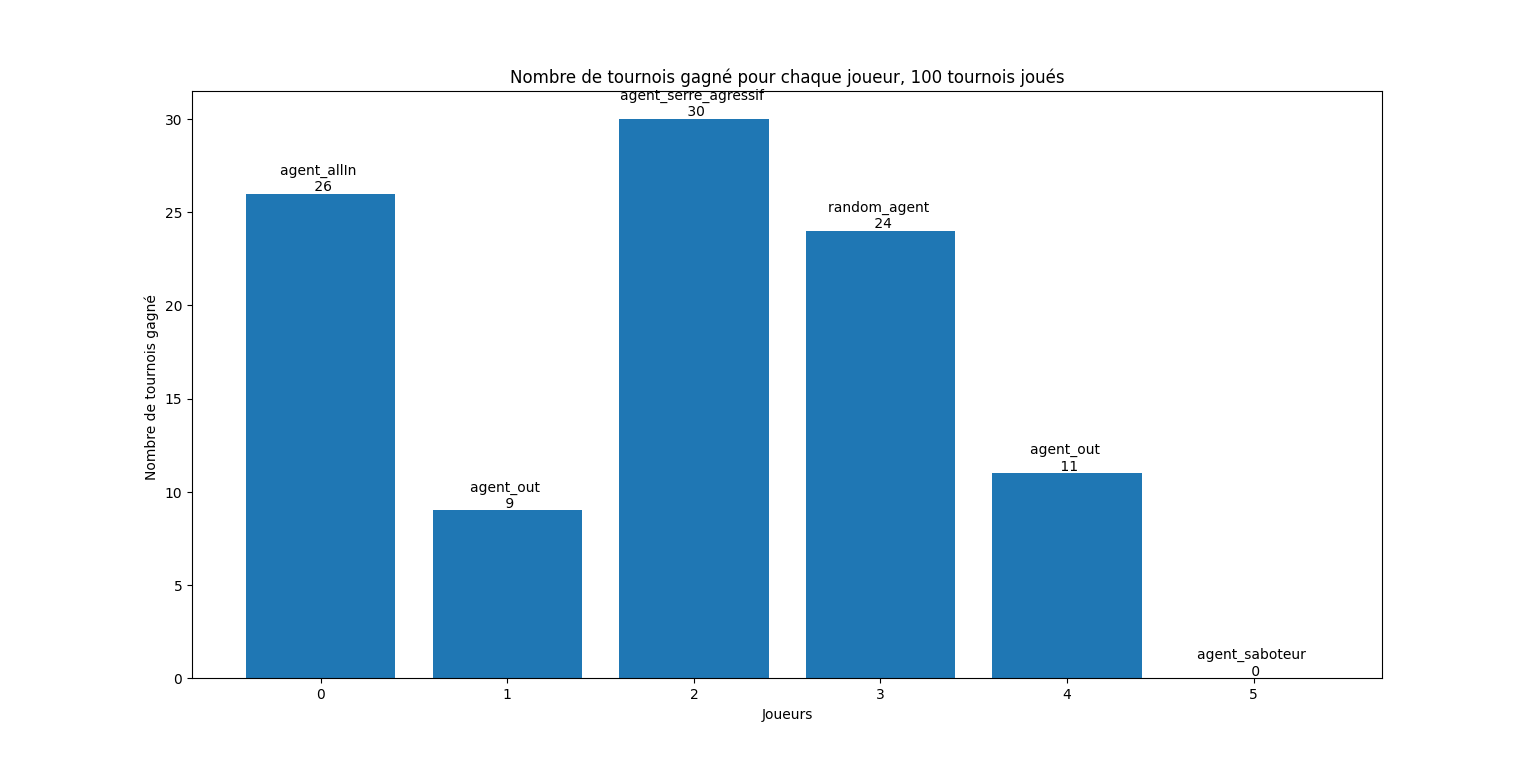 Nombre de tournois gagné pour chaque joueur, 100 tournois joués
agent_serre_agressif
30
agent_allIn
26
random_agent
24
agent_out
11
agent_out
9
agent_saboteur
0
30
25
20
15
10
5
0
Nombre de tournois gagné
0 1 2 3 4 5
Joueurs